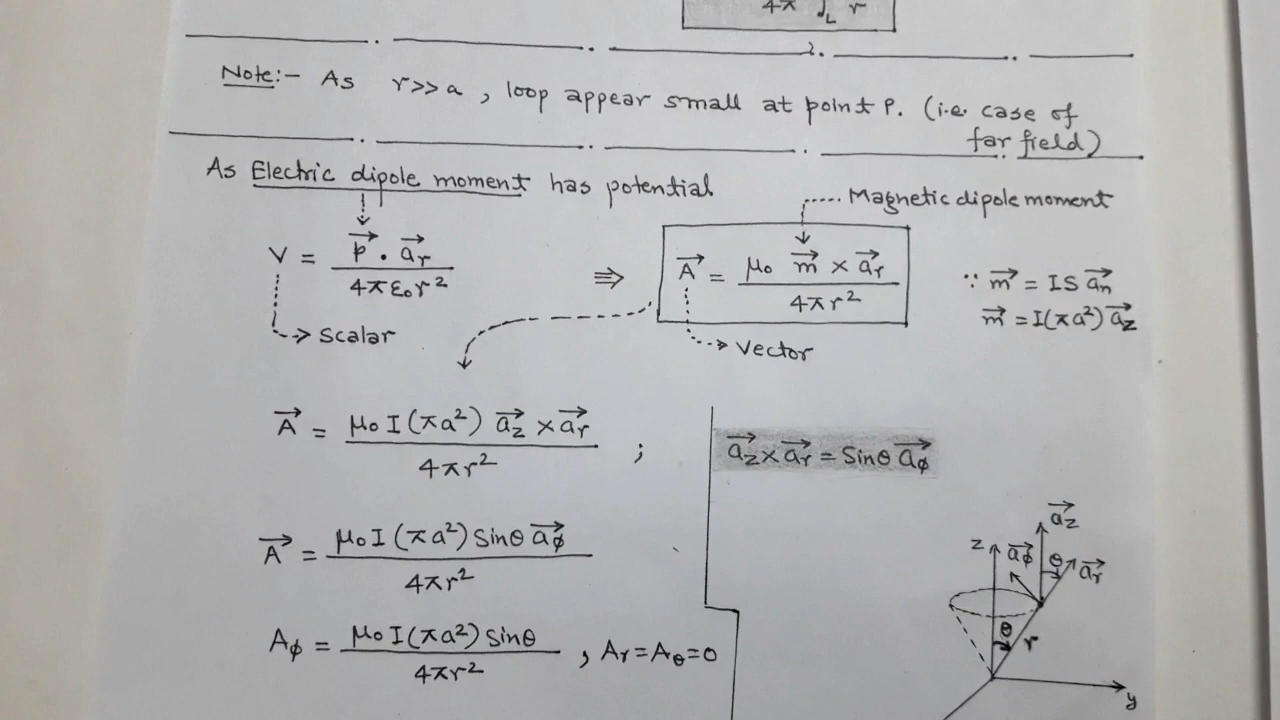 4π ∫L r
Note:- As r>>a, loop appear small at point P. (i.e. case of
far field)
As Electric dipole moment has potential
Magnetic dipole moment
V = p⃗ . a⃗r / 4πε₀r² ⇛ A⃗ = μ₀ m⃗ × a⃗r / 4πr² ∵ m⃗ = IS a⃗n
m⃗ = I(πa²) a⃗z
Scalar
Vector
A⃗ = μ₀ I (πa²) a⃗z × a⃗r / 4πr² ; a⃗z × a⃗r = Sinθ a⃗ϕ
A⃗ = μ₀ I (πa²) Sinθ a⃗ϕ / 4πr²
Aϕ = μ₀ I (πa²) Sinθ / 4πr² , Ar = Aθ = 0
a⃗z
z a⃗ϕ θ a⃗r
θ r
y